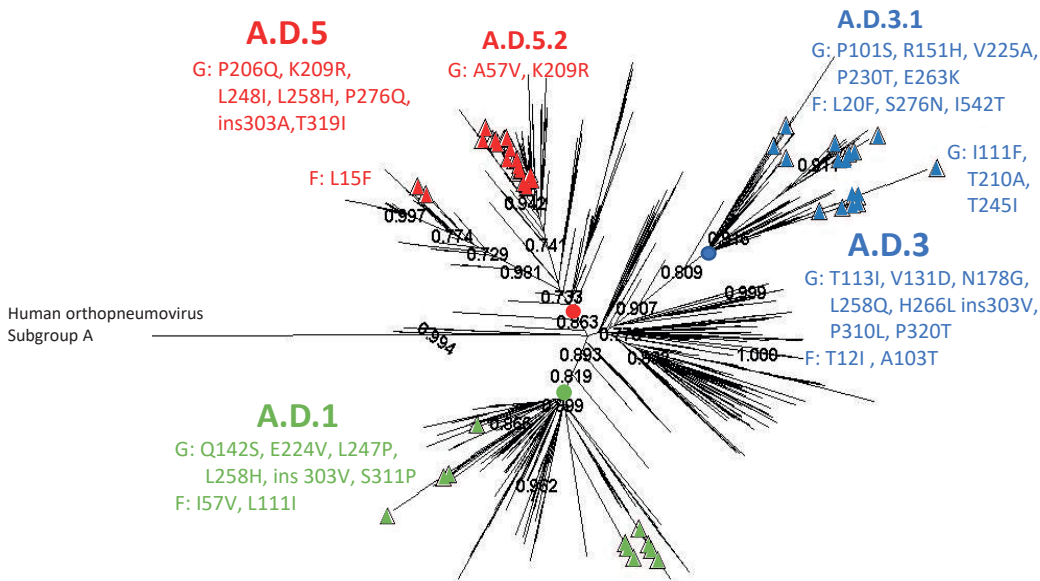 A.D.5
G: P206Q, K209R,
L248I, L258H, P276Q,
ins303A,T319I
F: L15F
A.D.5.2
G: A57V, K209R
A.D.3.1
G: P101S, R151H, V225A,
P230T, E263K
F: L20F, S276N, I542T
G: I111F,
T210A,
T245I
A.D.3
G: T113I, V131D, N178G,
L258Q, H266L ins303V,
P310L, P320T
F: T12I , A103T
Human orthopneumovirus
Subgroup A
A.D.1
G: Q142S, E224V, L247P,
L258H, ins 303V, S311P
F: I57V, L111I
0.942
0.997
0.774
0.729
0.741
0.981
0.733
0.863
0.809
0.907
0.999
1.000
0.994
0.893
0.819
0.962